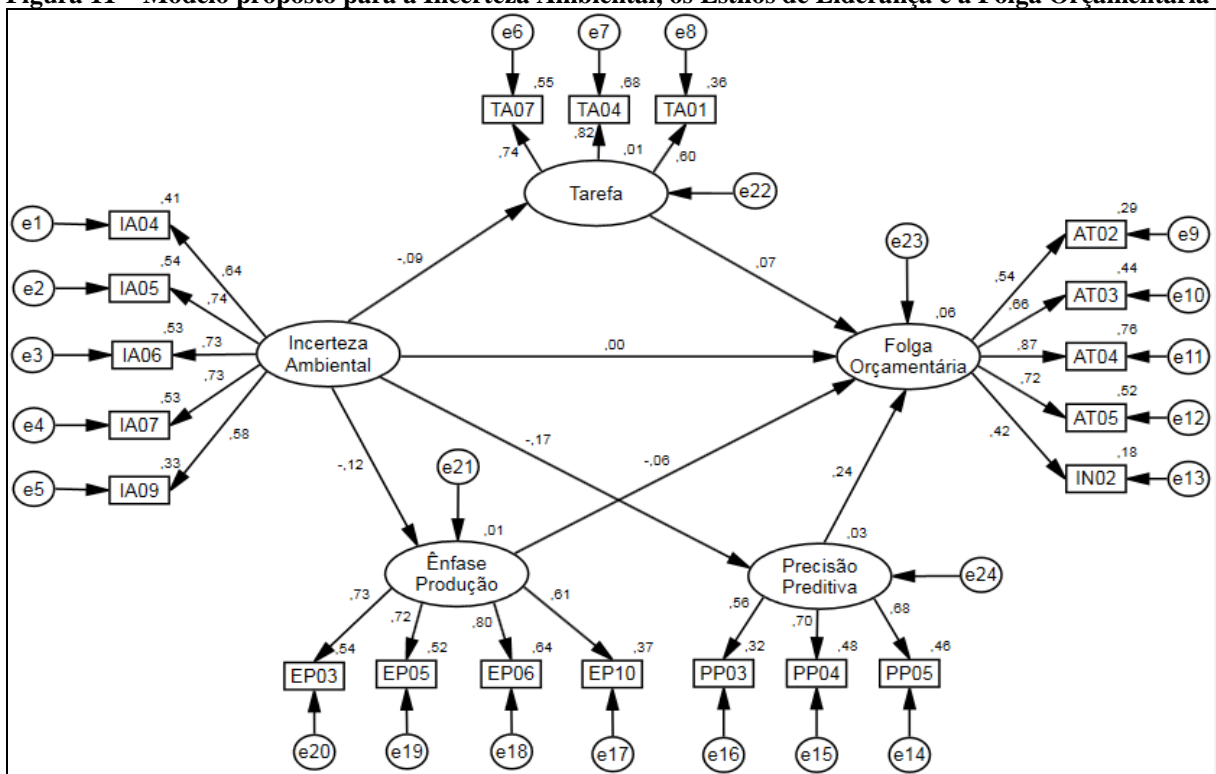 Figura 11 – Modelo proposto para a Incerteza Ambiental, os Estilos de Liderança e a Folga Orçamentária
e6 e7 e8
,55 ,68 ,36
TA07 TA04 TA01
,74 ,82 ,01 ,60
Tarefa
e22
,41
e1 IA04
,64
,54
e2 IA05
,74
,53
e3 IA06
,73
,53
e4 IA07
,73
,33
e5 IA09
,58
Incerteza
Ambiental
-,09
,07
,00
-,12
-,17
-,06
,24
e23
,06
Folga
Orçamentária
,29
,54 AT02 e9
,44
,66 AT03 e10
,76
,87 AT04 e11
,52
,72 AT05 e12
,18
,42 IN02 e13
e21
,01
Ênfase
Produção
,73 ,72 ,80 ,61
,54 ,52 ,64 ,37
EP03 EP05 EP06 EP10
e20 e19 e18 e17
,03
Precisão
Preditiva
e24
,56 ,70 ,68
,32 ,48 ,46
PP03 PP04 PP05
e16 e15 e14